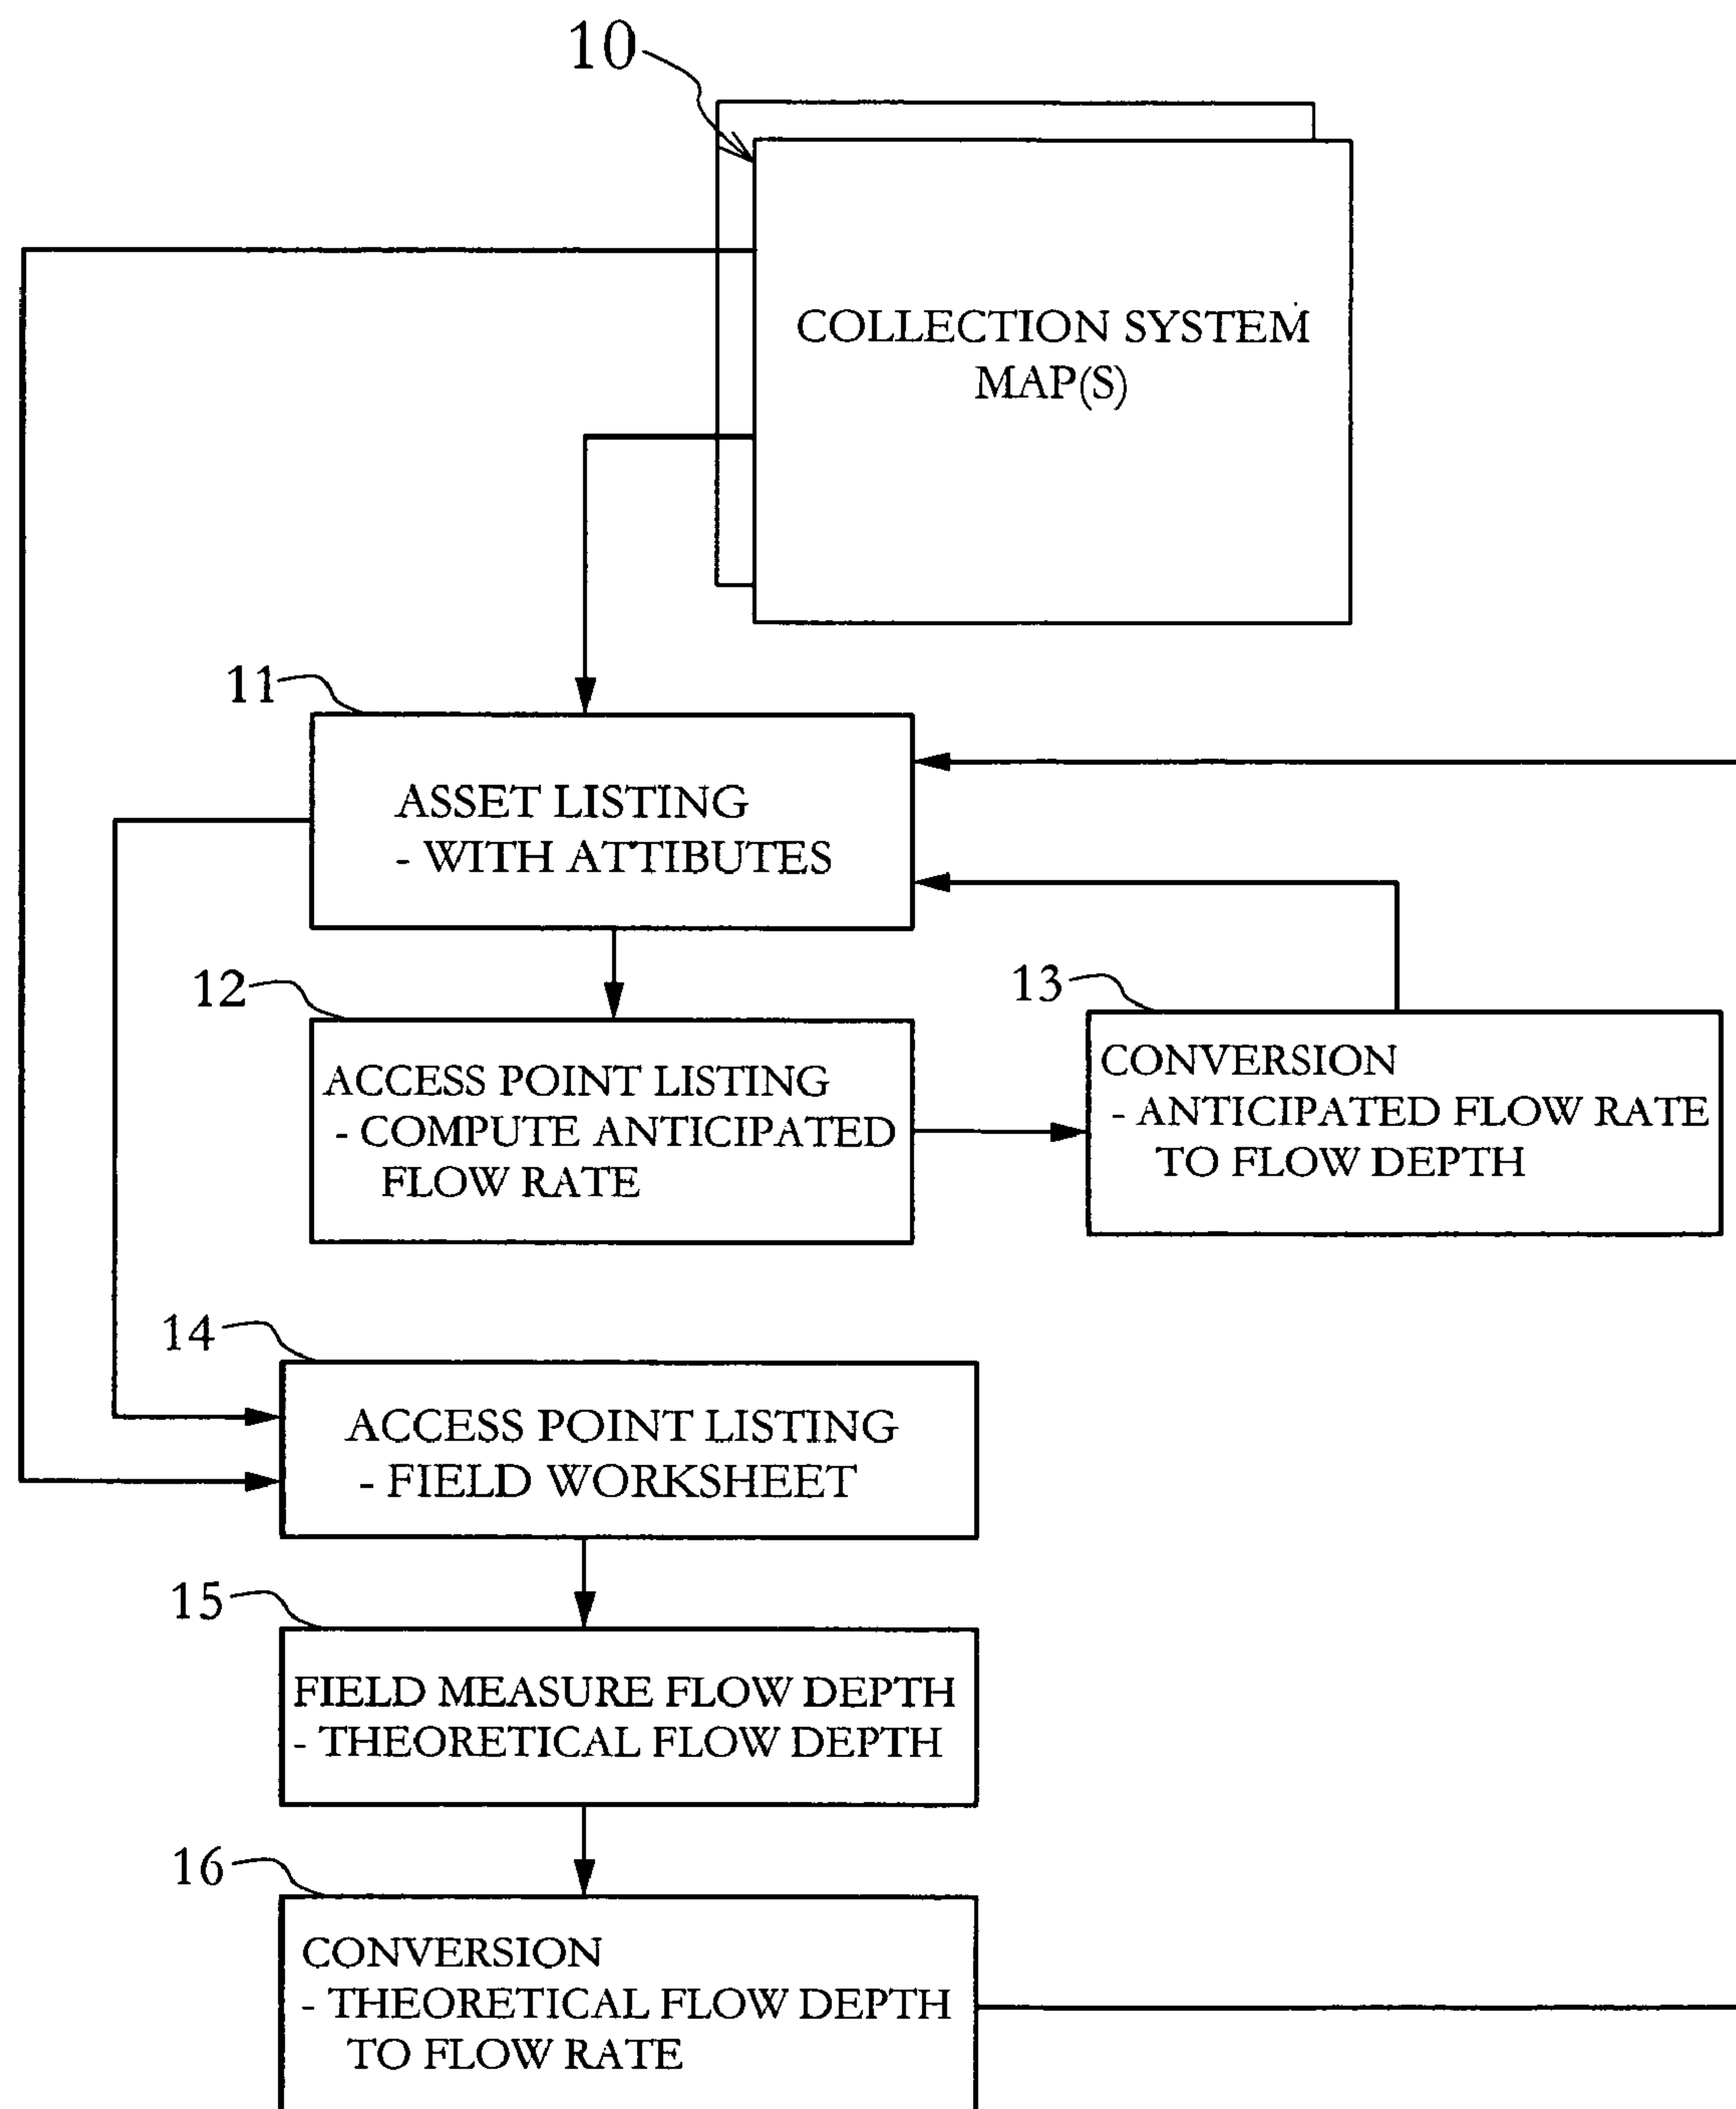 10
COLLECTION SYSTEM
MAP(S)
11
ASSET LISTING
- WITH ATTIBUTES
12
ACCESS POINT LISTING
- COMPUTE ANTICIPATED
FLOW RATE
13
CONVERSION
- ANTICIPATED FLOW RATE
TO FLOW DEPTH
14
ACCESS POINT LISTING
- FIELD WORKSHEET
15
FIELD MEASURE FLOW DEPTH
- THEORETICAL FLOW DEPTH
16
CONVERSION
- THEORETICAL FLOW DEPTH
TO FLOW RATE